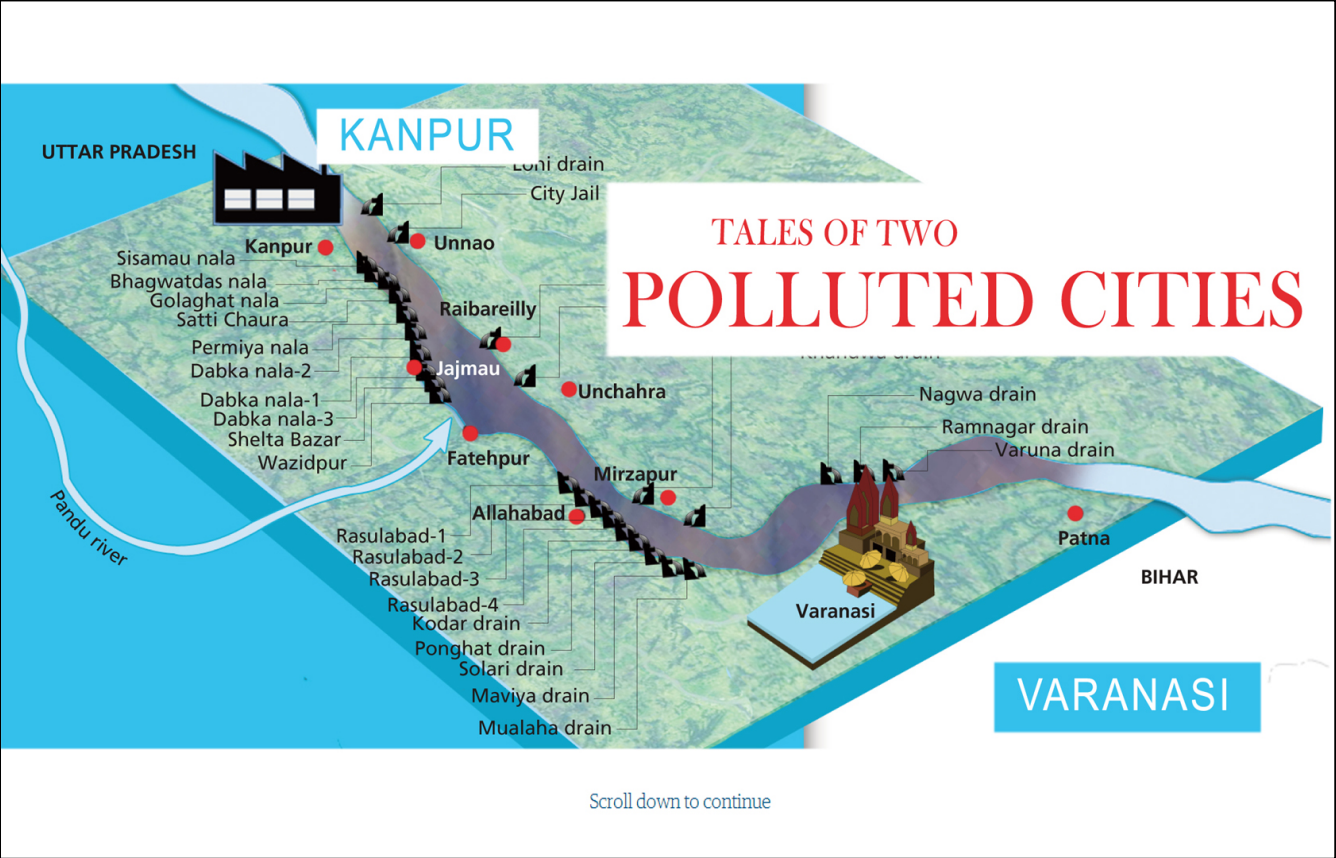 KANPUR
UTTAR PRADESH
Loni drain
City Jail
TALES OF TWO
POLLUTED CITIES
Kanpur
Unnao
Sisamau nala
Bhagwatdas nala
Golaghat nala
Satti Chaura
Raibareilly
Permiya nala
Dabka nala-2
Jajmau
Dabka nala-1
Dabka nala-3
Shelta Bazar
Wazidpur
Unchahra
Nagwa drain
Ramnagar drain
Varuna drain
Fatehpur
Mirzapur
Pandu river
Allahabad
Rasulabad-1
Rasulabad-2
Rasulabad-3
Rasulabad-4
Kodar drain
Ponghat drain
Solari drain
Maviya drain
Mualaha drain
Patna
BIHAR
Varanasi
VARANASI
Scroll down to continue